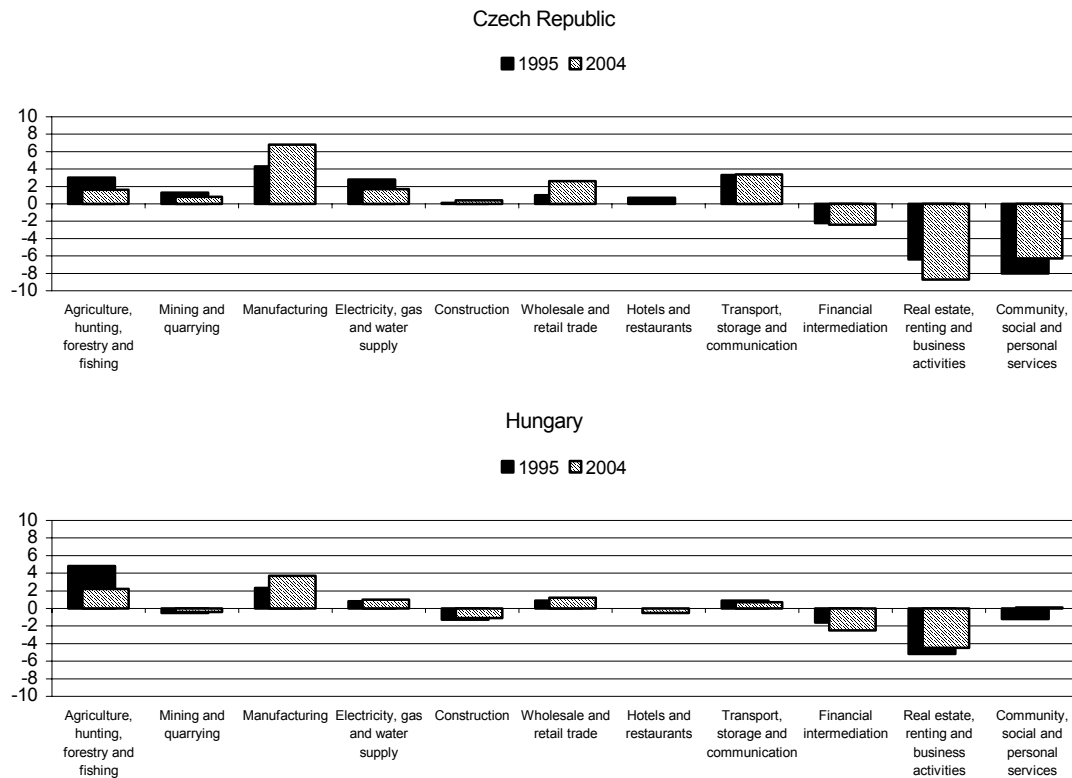 Czech Republic
1995 2004
10
8
6
4
2
0
-2
-4
-6
-8
-10
Agriculture, hunting, forestry and fishing
Mining and quarrying
Manufacturing
Electricity, gas and water supply
Construction
Wholesale and retail trade
Hotels and restaurants
Transport, storage and communication
Financial intermediation
Real estate, renting and business activities
Community, social and personal services
Hungary
1995 2004
10
8
6
4
2
0
-2
-4
-6
-8
-10
Agriculture, hunting, forestry and fishing
Mining and quarrying
Manufacturing
Electricity, gas and water supply
Construction
Wholesale and retail trade
Hotels and restaurants
Transport, storage and communication
Financial intermediation
Real estate, renting and business activities
Community, social and personal services